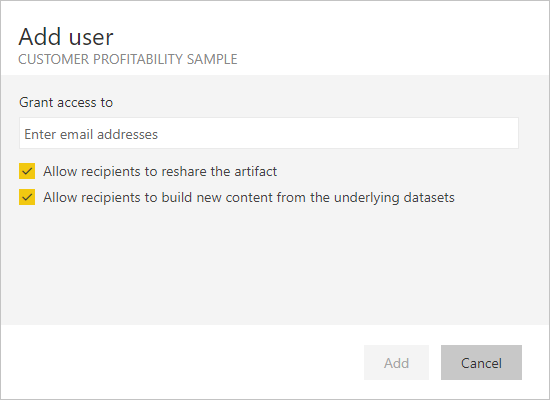 Add user
CUSTOMER PROFITABILITY SAMPLE
Grant access to
Enter email addresses
Allow recipients to reshare the artifact
Allow recipients to build new content from the underlying datasets
Add
Cancel